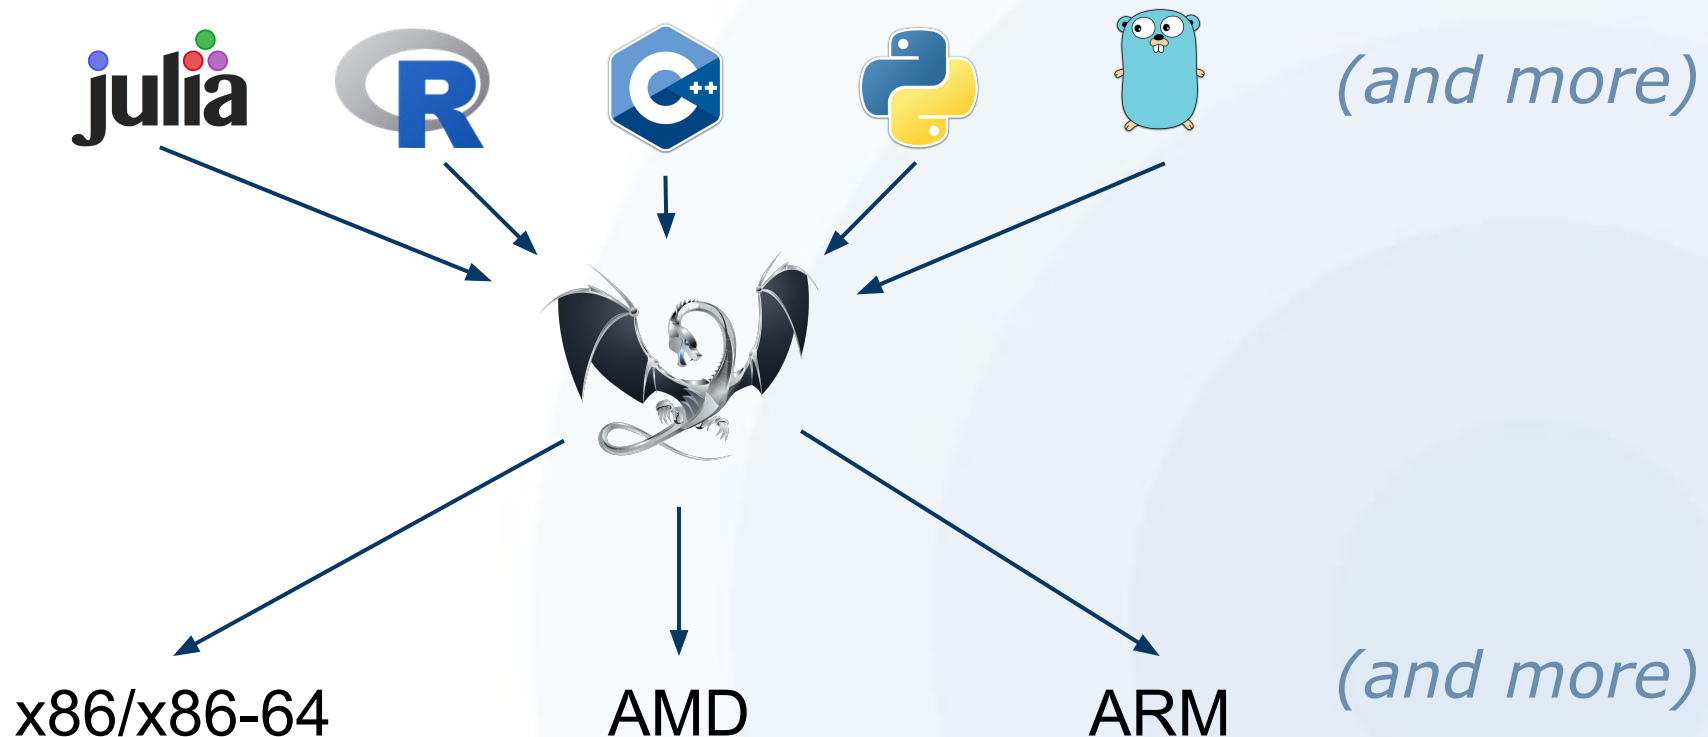 julia
R
C++
(and more)
x86/x86-64
AMD
ARM
(and more)